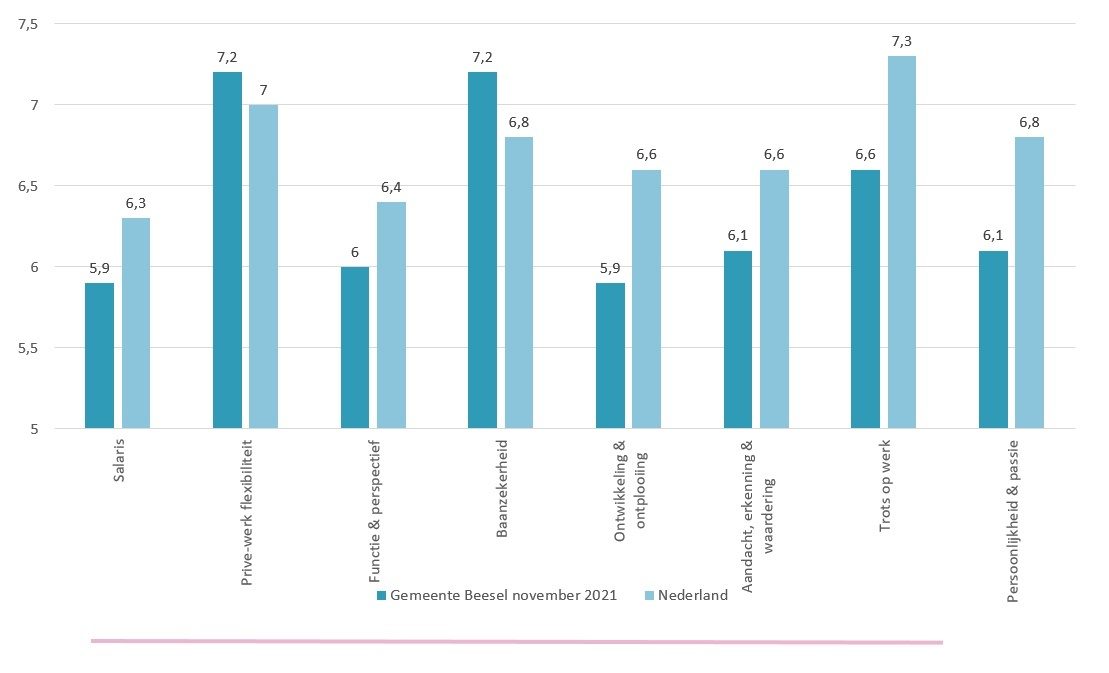 7,5
7
6,5
6
5,5
5
5,9
6,3
7,2
7
6
6,4
7,2
6,8
5,9
6,6
6,1
6,6
6,6
7,3
6,1
6,8
Salaris
Prive-werk flexibiliteit
Functie & perspectief
Baanzekerheid
Ontwikkeling &
ontplooiing
Aandacht, erkenning &
waardering
Trots op werk
Persoonlijkheid & passie
Gemeente Beesel november 2021
Nederland